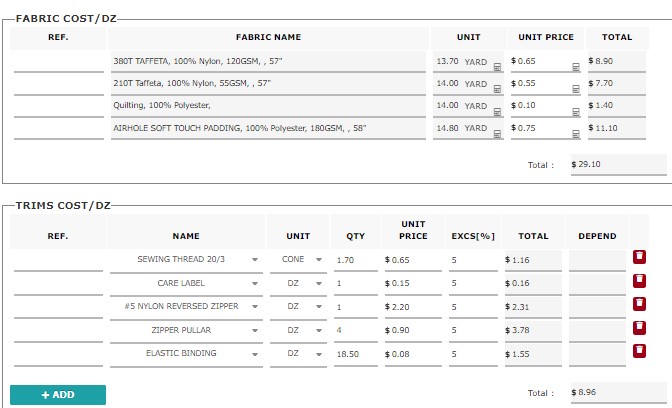 FABRIC COST/DZ
REF. FABRIC NAME UNIT UNIT PRICE TOTAL
380T TAFFETA, 100% Nylon, 120GSM, , 57" 13.70 YARD $ 0.65 $ 8.90
210T Taffeta, 100% Nylon, 55GSM, , 57" 14.00 YARD $ 0.55 $ 7.70
Quilting, 100% Polyester, 14.00 YARD $ 0.10 $ 1.40
AIRHOLE SOFT TOUCH PADDING, 100% Polyester, 180GSM, , 58" 14.80 YARD $ 0.75 $ 11.10
Total : $ 29.10
TRIMS COST/DZ
REF. NAME UNIT QTY UNIT PRICE EXCS[%] TOTAL DEPEND
SEWING THREAD 20/3 CONE 1.70 $ 0.65 5 $ 1.16
CARE LABEL DZ 1 $ 0.15 5 $ 0.16
#5 NYLON REVERSED ZIPPER DZ 1 $ 2.20 5 $ 2.31
ZIPPER PULLAR DZ 4 $ 0.90 5 $ 3.78
ELASTIC BINDING DZ 18.50 $ 0.08 5 $ 1.55
+ ADD Total : $ 8.96